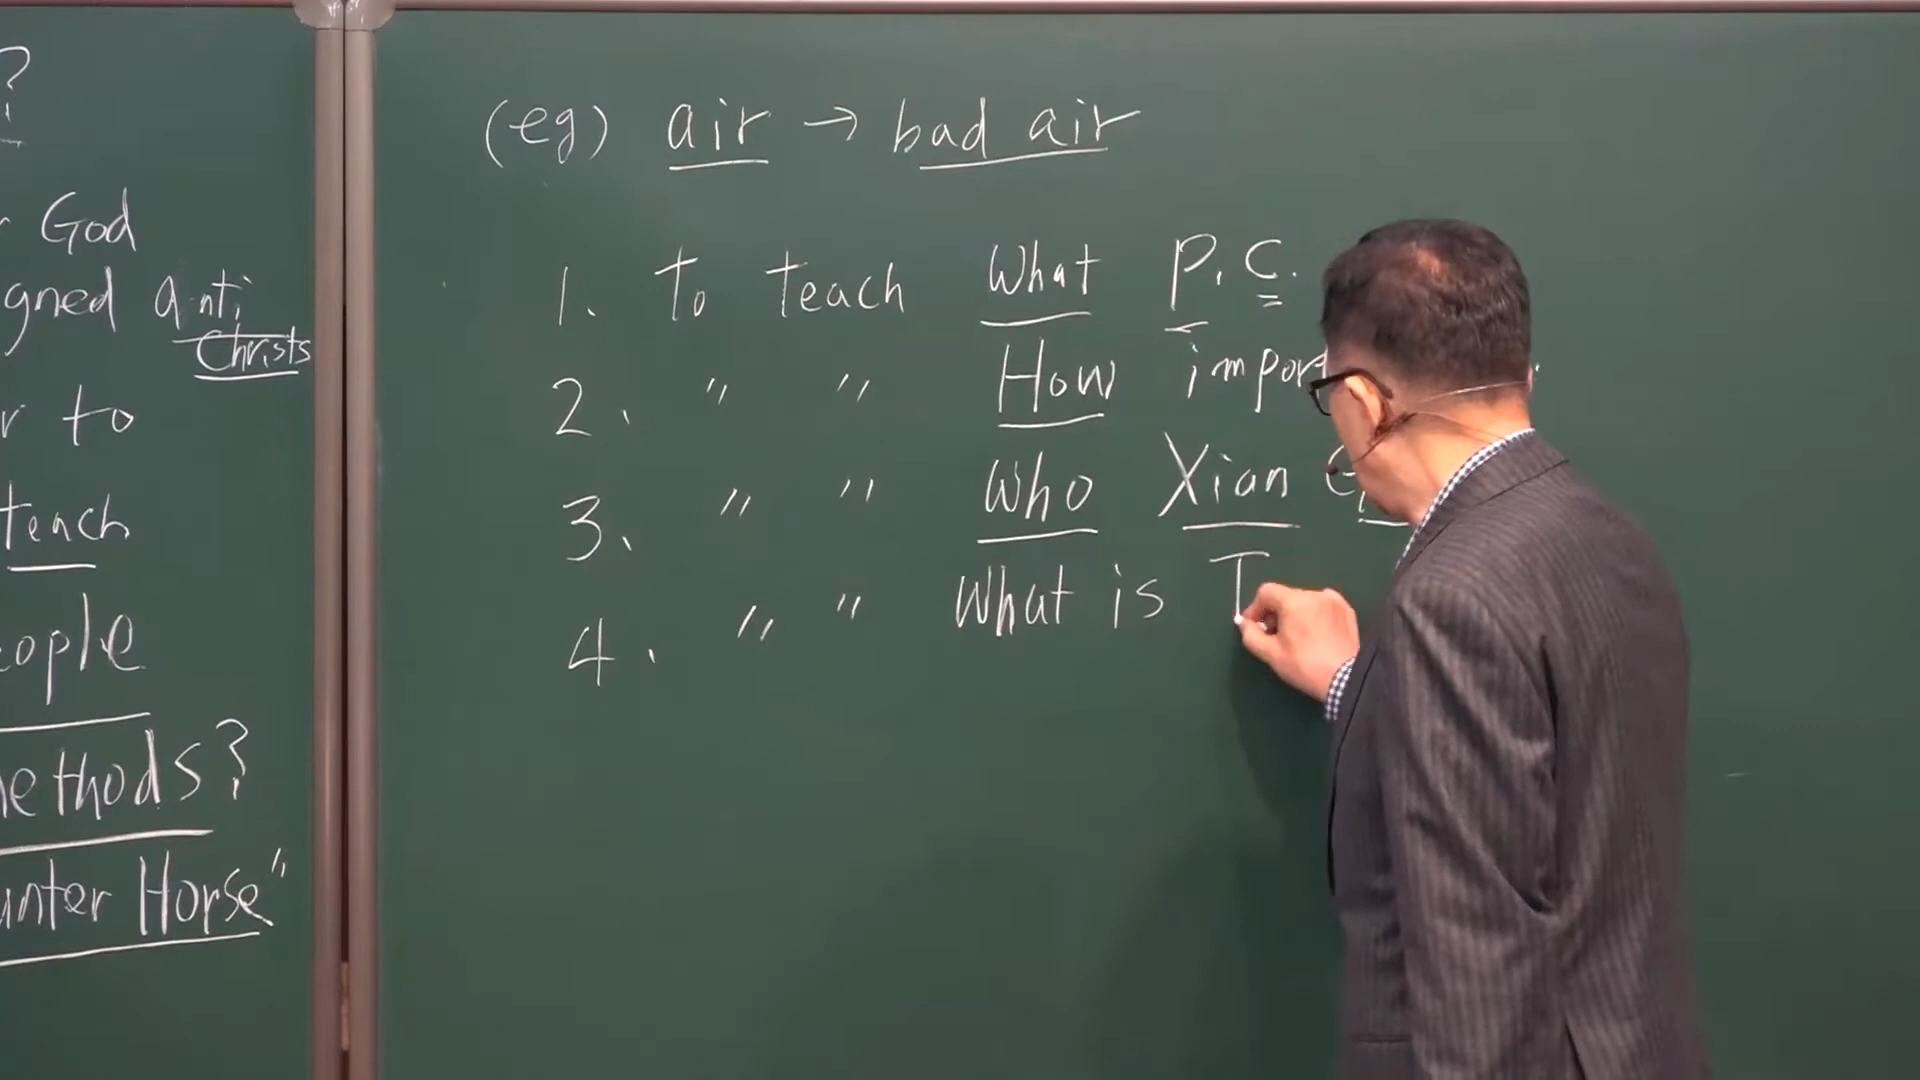 ?
God
gned anti
Christs
r to
teach
eople
methods?
unter Horse"
(eg) air → bad air
1. To teach What P.C.
2. " " How impor
3. " " Who Xian
4. " " What is T